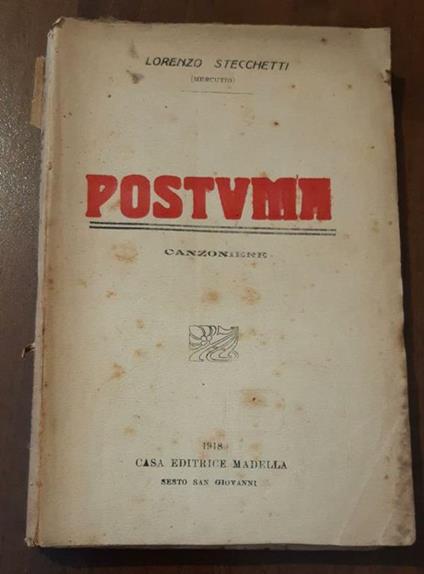 LORENZO STECCHETTI
(MERCUTIO)
POSTVMA
CANZONIERE
1918
CASA EDITRICE MADELLA
SESTO SAN GIOVANNI